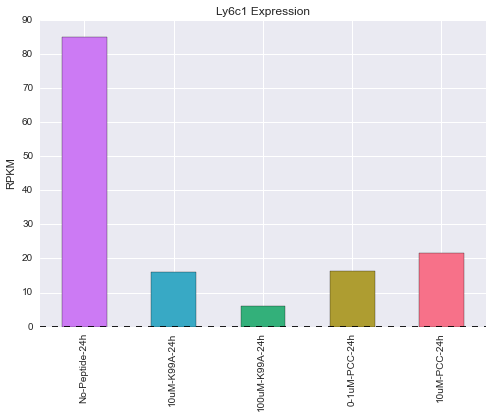 Ly6c1 Expression
RPKM
90
80
70
60
50
40
30
20
10
0
No-Peptide-24h
10uM-K99A-24h
100uM-K99A-24h
0-1uM-PCC-24h
10uM-PCC-24h